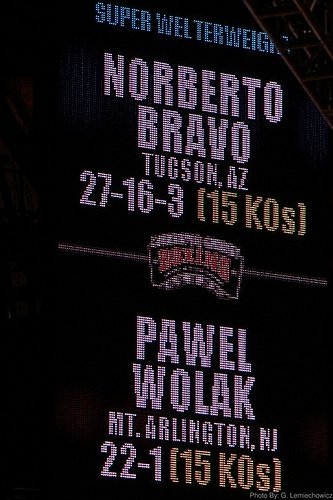 SUPER WELTERWEIGHT
NORBERTO
BRAVO
TUCSON, AZ
27-16-3 (15 KOs)
BOXING
PAWEL
WOLAK
MT. ARLINGTON, NJ
22-1 (15 KOs)
Photo By: G. Lemiechowicz